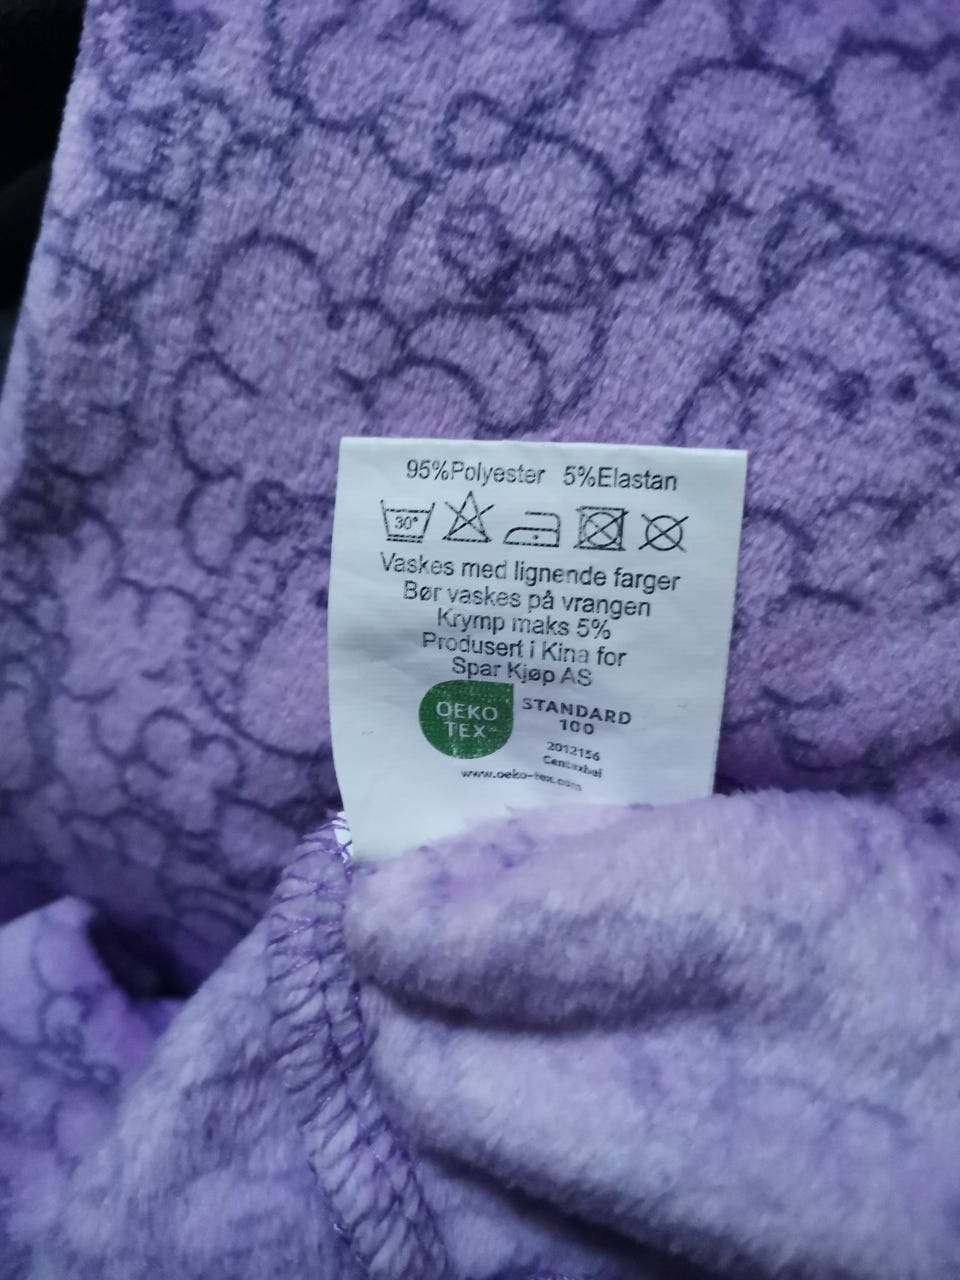 95%Polyester 5%Elastan
30°
Vaskes med lignende farger
Bør vaskes på vrangen
Krymp maks 5%
Produsert i Kina for
Spar Kjøp AS
OEKO
TEX
STANDARD
100
2012156
Centexbel
www.oeko-tex.com